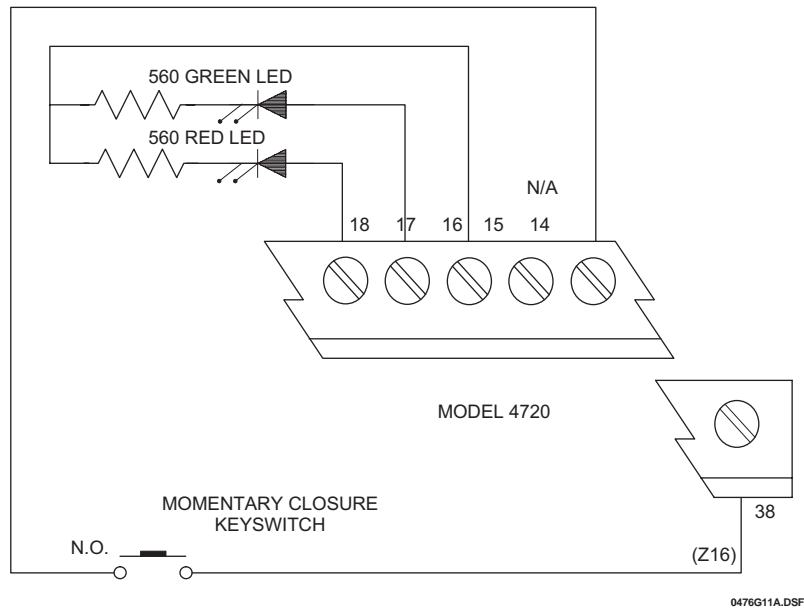 560 GREEN LED
560 RED LED
N/A
18 17 16 15 14
MODEL 4720
MOMENTARY CLOSURE
KEYSWITCH
38
N.O.
(Z16)
0476G11A.DSF